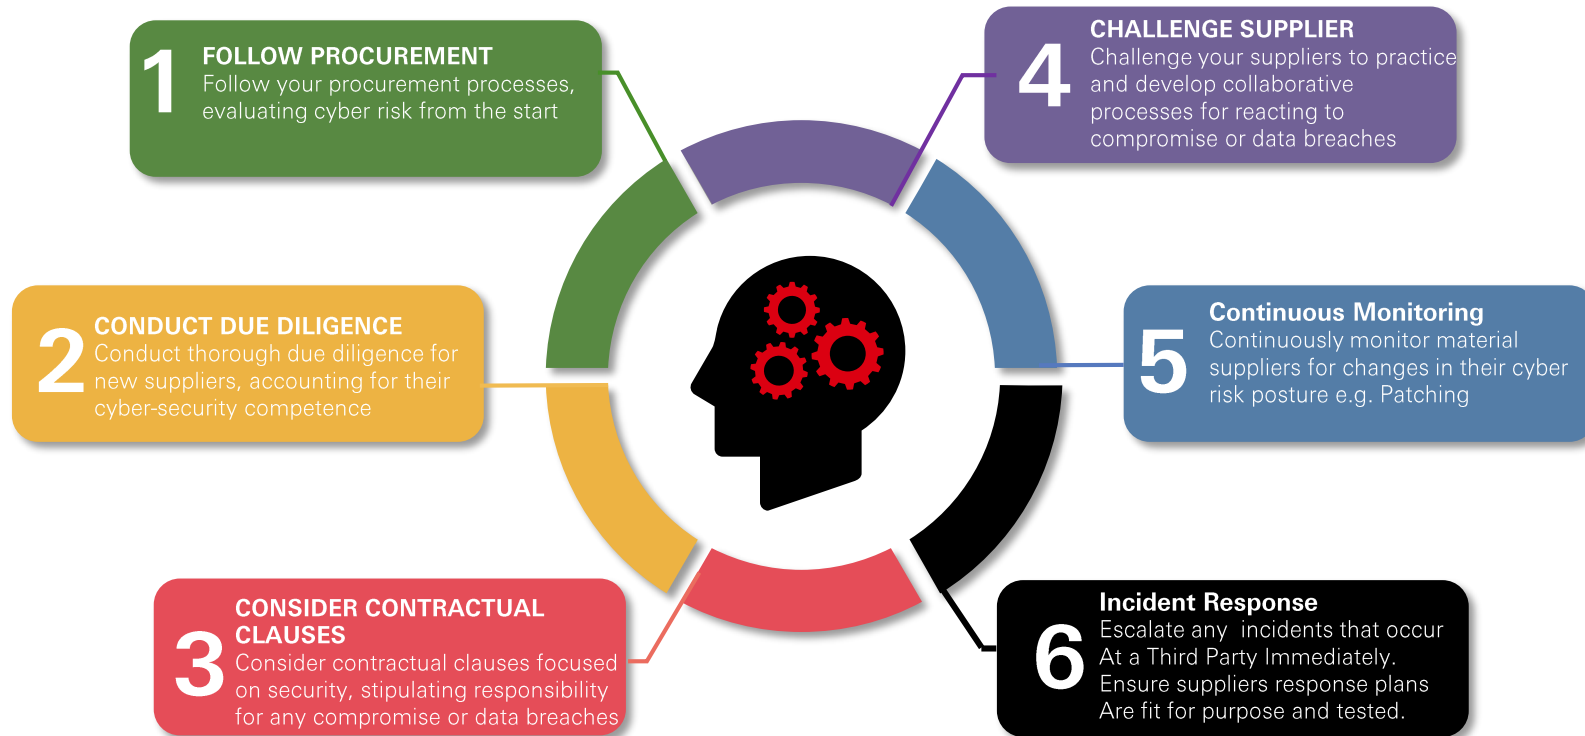 1
FOLLOW PROCUREMENT
Follow your procurement processes,
evaluating cyber risk from the start
2
CONDUCT DUE DILIGENCE
Conduct thorough due diligence for
new suppliers, accounting for their
cyber-security competence
3
CONSIDER CONTRACTUAL
CLAUSES
Consider contractual clauses focused
on security, stipulating responsibility
for any compromise or data breaches
4
CHALLENGE SUPPLIER
Challenge your suppliers to practice
and develop collaborative
processes for reacting to
compromise or data breaches
5
Continuous Monitoring
Continuously monitor material
suppliers for changes in their cyber
risk posture e.g. Patching
6
Incident Response
Escalate any  incidents that occur
At a Third Party Immediately.
Ensure suppliers response plans
Are fit for purpose and tested.